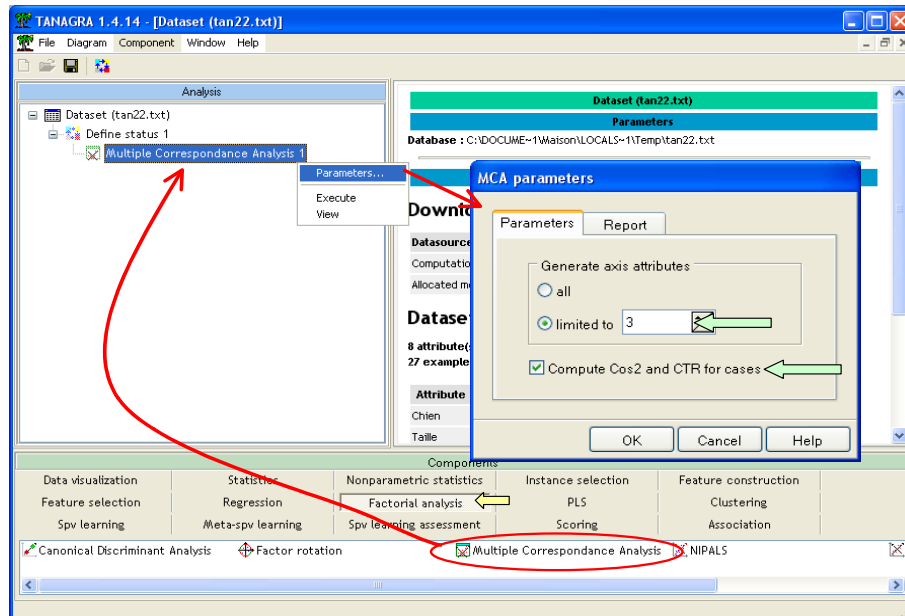 TANAGRA 1.4.14 - [Dataset (tan22.txt)]
File Diagram Component Window Help
Analysis
Dataset (tan22.txt)
Define status 1
Multiple Correspondance Analysis 1
Parameters...
Execute
View
Dataset (tan22.txt)
Parameters
Database : C:\DOCUME~1\Maison\LOCALS~1\Temp\tan22.txt
Downlo
Datasource
Computatio
Allocated m
Datase
8 attribute(
27 example
Attribute
Chien
Taille
MCA parameters
Parameters Report
Generate axis attributes
all
limited to 3
Compute Cos2 and CTR for cases
OK Cancel Help
Components
Data visualization Statistics Nonparametric statistics Instance selection Feature construction
Feature selection Regression Factorial analysis PLS Clustering
Spv learning Meta-spv learning Spv learning assessment Scoring Association
Canonical Discriminant Analysis Factor rotation Multiple Correspondance Analysis NIPALS